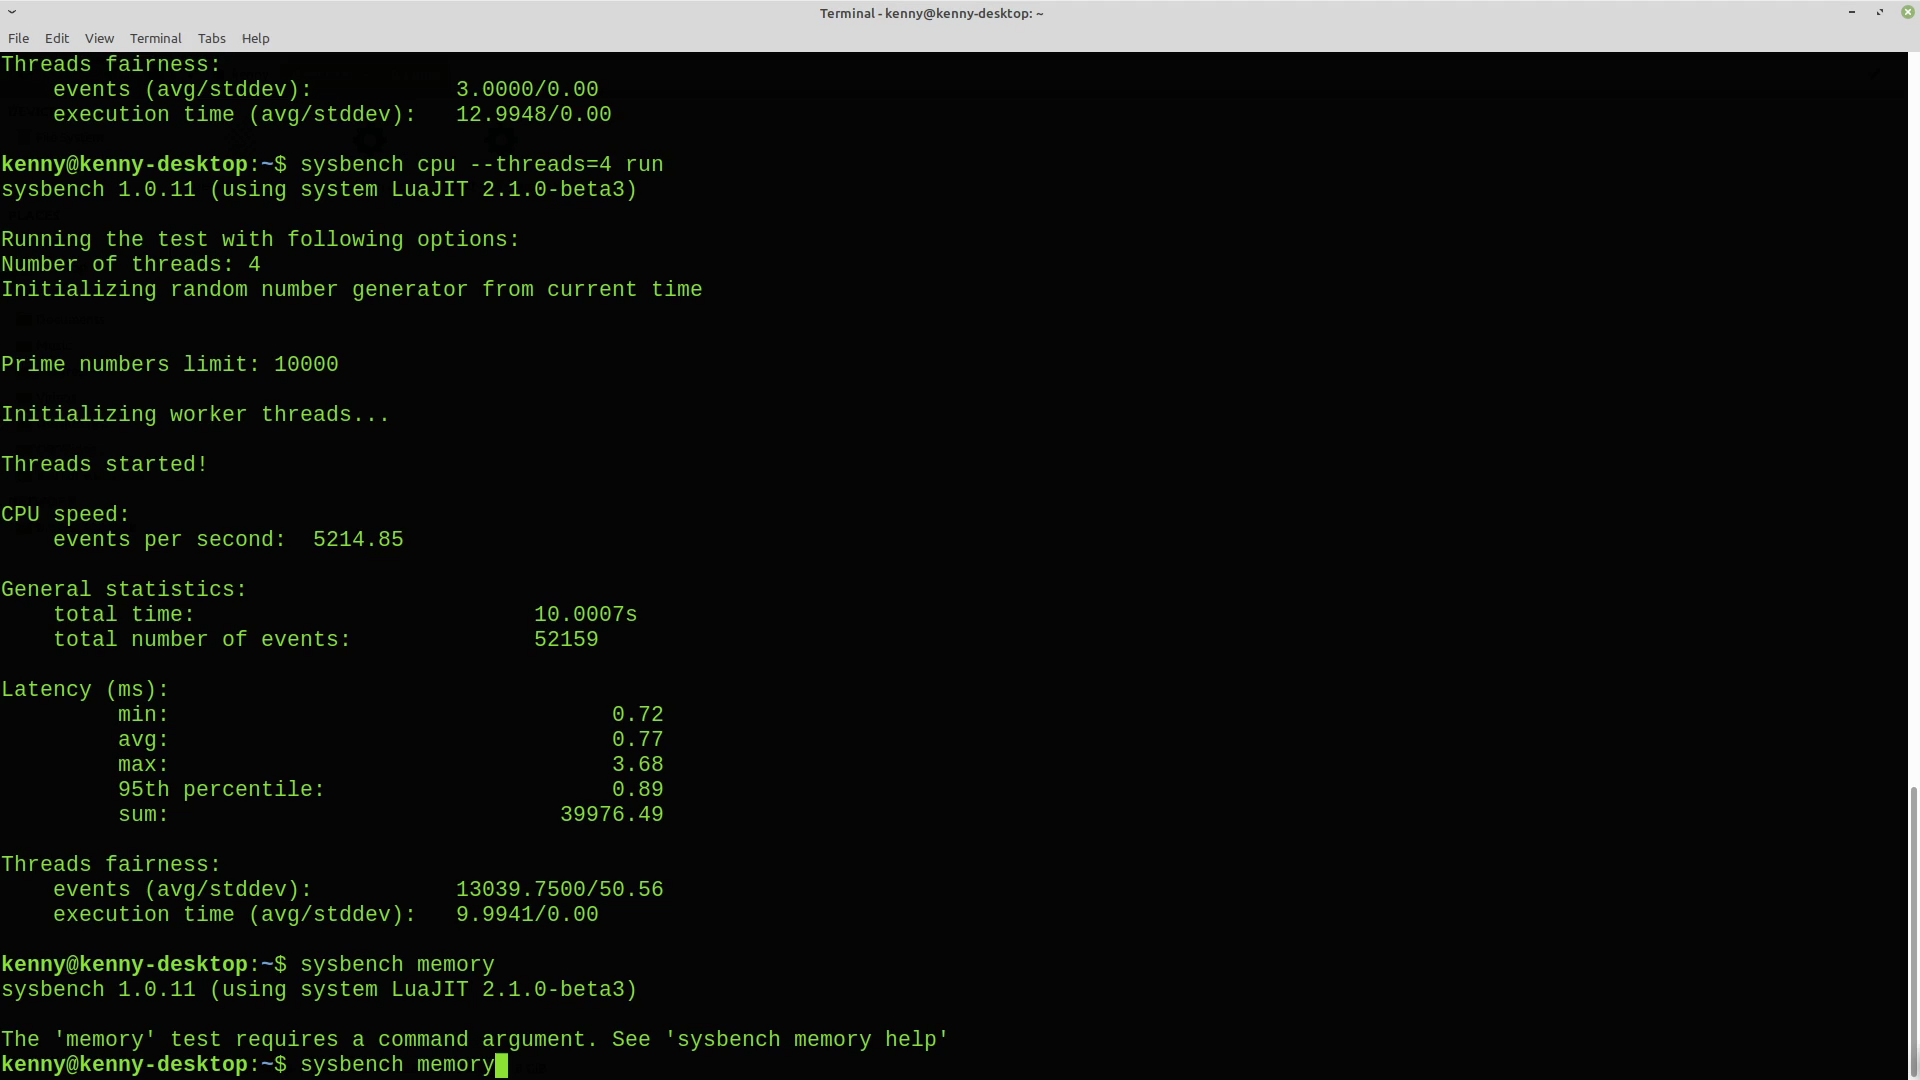 Terminal - kenny@kenny-desktop: ~
File Edit View Terminal Tabs Help
Threads fairness:
    events (avg/stddev):           3.0000/0.00
    execution time (avg/stddev):   12.9948/0.00

kenny@kenny-desktop:~$ sysbench cpu --threads=4 run
sysbench 1.0.11 (using system LuaJIT 2.1.0-beta3)

Running the test with following options:
Number of threads: 4
Initializing random number generator from current time


Prime numbers limit: 10000

Initializing worker threads...

Threads started!

CPU speed:
    events per second:  5214.85

General statistics:
    total time:                          10.0007s
    total number of events:              52159

Latency (ms):
         min:                                  0.72
         avg:                                  0.77
         max:                                  3.68
         95th percentile:                      0.89
         sum:                              39976.49

Threads fairness:
    events (avg/stddev):           13039.7500/50.56
    execution time (avg/stddev):   9.9941/0.00

kenny@kenny-desktop:~$ sysbench memory
sysbench 1.0.11 (using system LuaJIT 2.1.0-beta3)

The 'memory' test requires a command argument. See 'sysbench memory help'
kenny@kenny-desktop:~$ sysbench memory